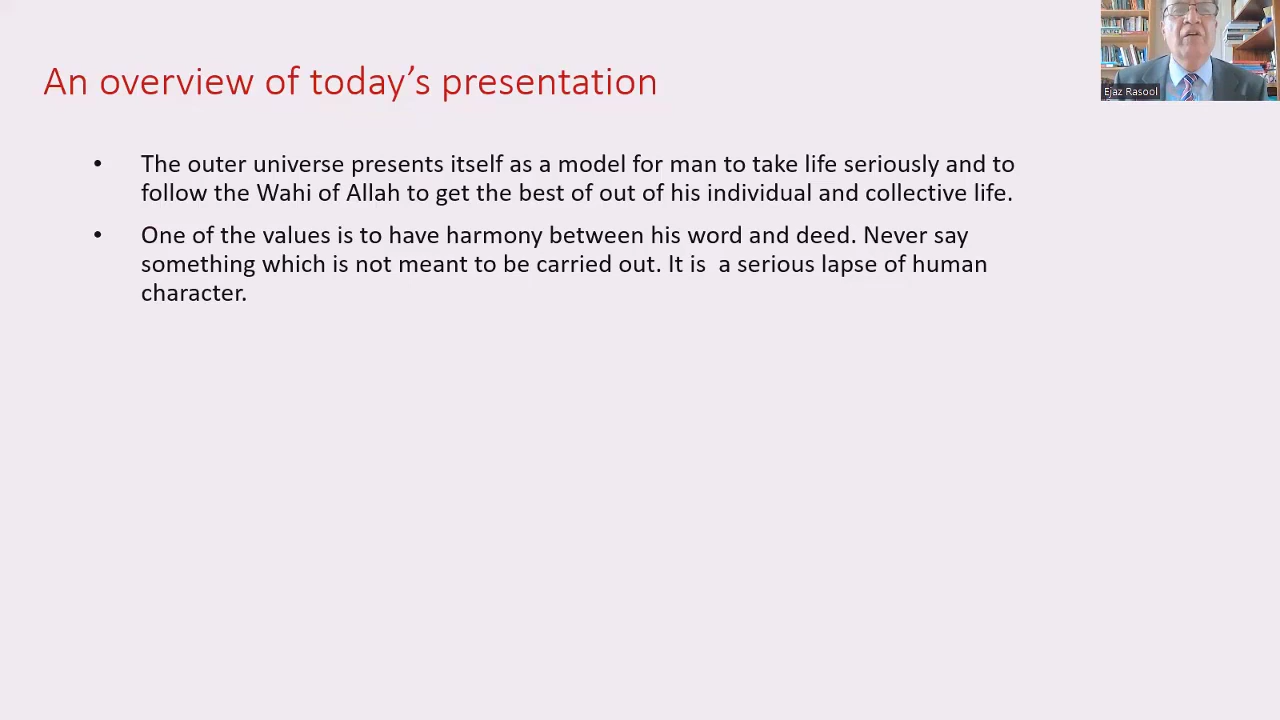 An overview of today's presentation
Ejaz Rasool
• The outer universe presents itself as a model for man to take life seriously and to
follow the Wahi of Allah to get the best of out of his individual and collective life.
• One of the values is to have harmony between his word and deed. Never say
something which is not meant to be carried out. It is  a serious lapse of human
character.